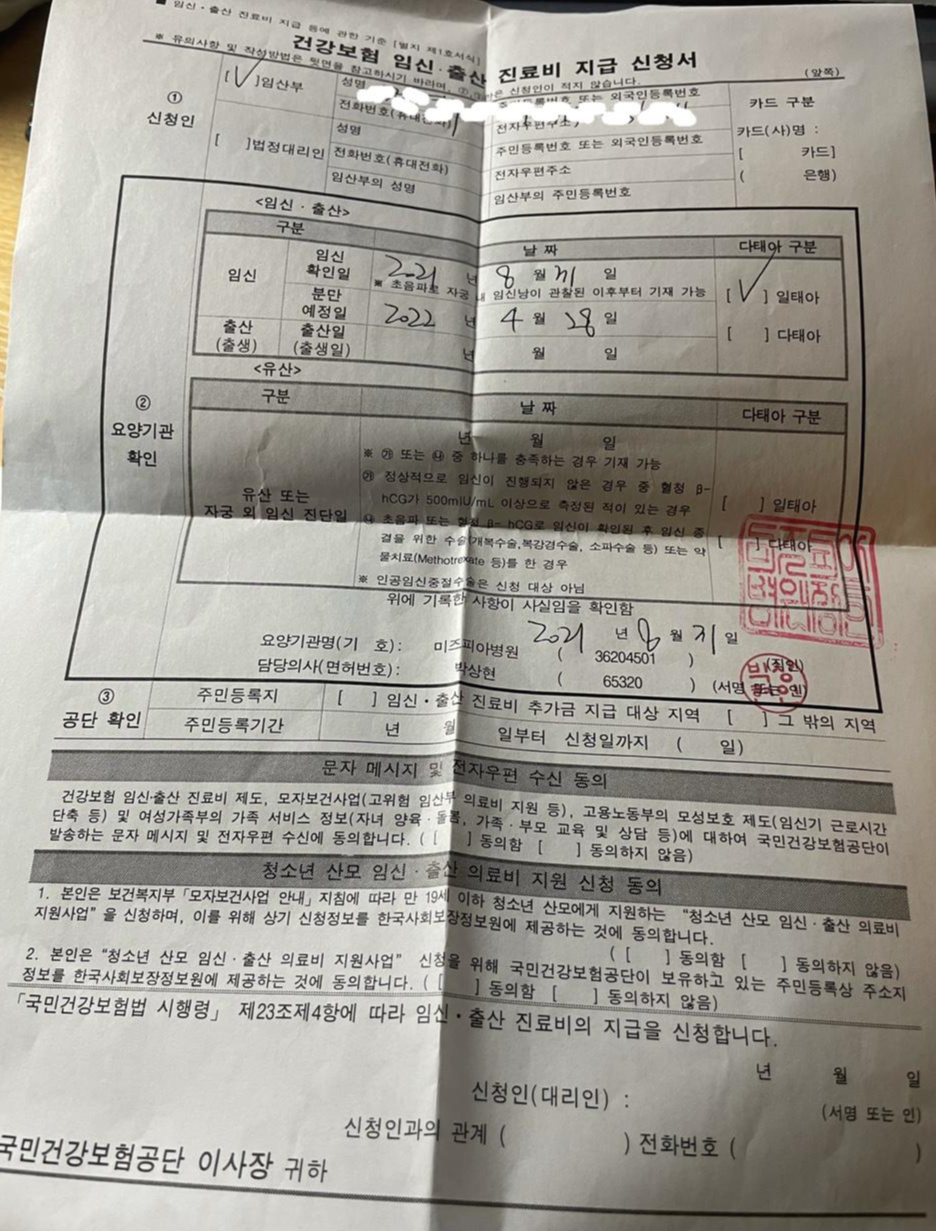 ■ 임신·출산 진료비 지급 등에 관한 기준 [별지 제1호서식]
건강보험 임신·출산 진료비 지급 신청서
※ 유의사항 및 작성방법은 뒷면을 참고하시기 바라며, 신청인이 적지 않습니다.
(앞쪽)
① 신청인
[√]임산부
성명
주민등록번호 또는 외국인등록번호
전화번호(휴대전화)
전자우편주소
[ ]법정대리인
성명
주민등록번호 또는 외국인등록번호
전화번호(휴대전화)
전자우편주소
임산부의 성명
임산부의 주민등록번호
카드 구분
카드(사)명 :
[ 카드]
( 은행)
② 요양기관 확인
<임신·출산>
구분
날 짜
다태아 구분
임신
임신 확인일
2021 년 8 월 31 일
※ 초음파로 자궁 내 임신낭이 관찰된 이후부터 기재 가능
분만 예정일
2022 년 4 월 28 일
[√] 일태아
[ ] 다태아
출산 (출생)
출산일 (출생일)
년 월 일
<유산>
구분
날 짜
다태아 구분
유산 또는
자궁 외 임신 진단일
년 월 일
※ ㉮ 또는 ㉯ 중 하나를 충족하는 경우 기재 가능
㉮ 정상적으로 임신이 진행되지 않은 경우 중 혈청 β-
hCG가 500mIU/mL 이상으로 측정된 적이 있는 경우
㉯ 초음파 또는 혈청 β- hCG로 임신이 확인된 후 임신 종
결을 위한 수술(개복수술,복강경수술, 소파수술 등) 또는 약
물치료(Methotrexate 등)를 한 경우
※ 인공임신중절수술은 신청 대상 아님
[ ] 일태아
[ ] 다태아
위에 기록한 사항이 사실임을 확인함
2021 년 8 월 31 일
요양기관명(기 호): 미즈피아병원 ( 36204501 ) (직인)
담당의사(면허번호): 박상현 ( 65320 ) (서명 또는 인)
③ 공단 확인
주민등록지
[ ] 임신·출산 진료비 추가금 지급 대상 지역 [ ] 그 밖의 지역
주민등록기간
년 월 일부터 신청일까지 ( 일)
문자 메시지 및 전자우편 수신 동의
건강보험 임신·출산 진료비 제도, 모자보건사업(고위험 임산부 의료비 지원 등), 고용노동부의 모성보호 제도(임신기 근로시간
단축 등) 및 여성가족부의 가족 서비스 정보(자녀 양육·돌봄, 가족·부모 교육 및 상담 등)에 대하여 국민건강보험공단이
발송하는 문자 메시지 및 전자우편 수신에 동의합니다. ( [ ] 동의함 [ ] 동의하지 않음)
청소년 산모 임신·출산 의료비 지원 신청 동의
1. 본인은 보건복지부「모자보건사업 안내」지침에 따라 만 19세 이하 청소년 산모에게 지원하는 “청소년 산모 임신·출산 의료비
지원사업”을 신청하며, 이를 위해 상기 신청정보를 한국사회보장정보원에 제공하는 것에 동의합니다.
( [ ] 동의함 [ ] 동의하지 않음)
2. 본인은 “청소년 산모 임신·출산 의료비 지원사업” 신청을 위해 국민건강보험공단이 보유하고 있는 주민등록상 주소지
정보를 한국사회보장정보원에 제공하는 것에 동의합니다. ( [ ] 동의함 [ ] 동의하지 않음)
「국민건강보험법 시행령」 제23조제4항에 따라 임신·출산 진료비의 지급을 신청합니다.
년 월 일
신청인(대리인) :
(서명 또는 인)
신청인과의 관계 ( ) 전화번호 ( )
국민건강보험공단 이사장 귀하